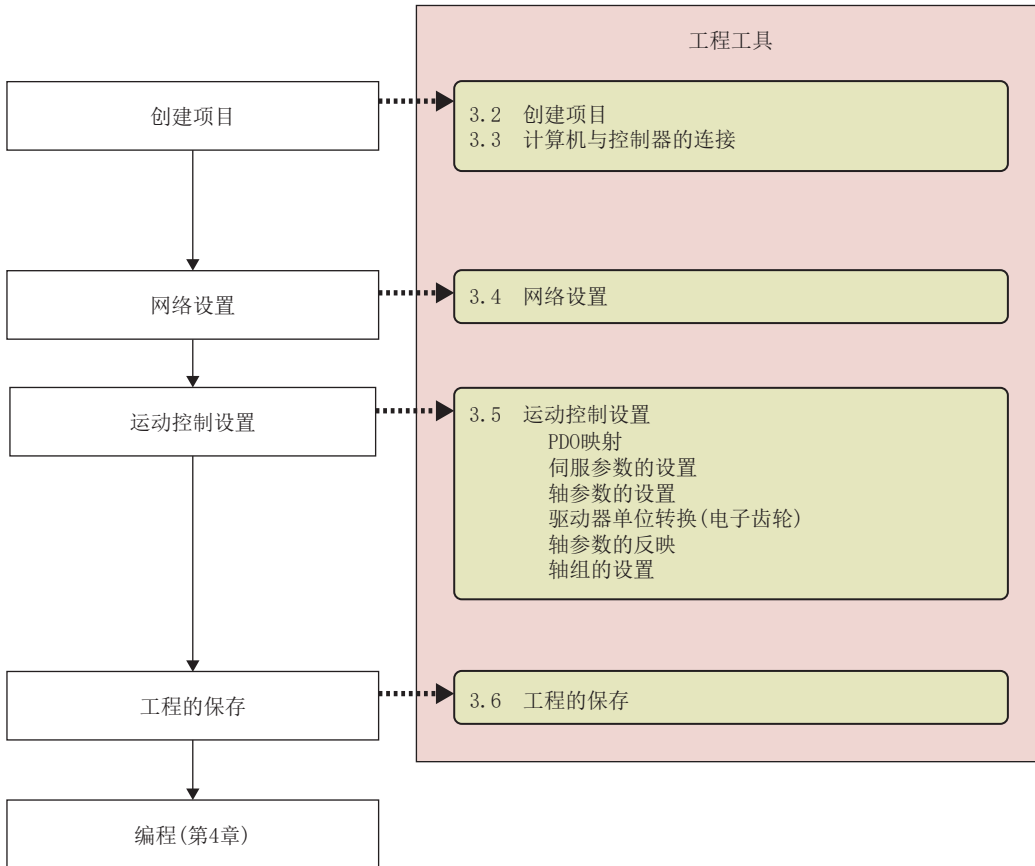 工程工具
创建项目
3.2 创建项目
3.3 计算机与控制器的连接
网络设置
3.4 网络设置
运动控制设置
3.5 运动控制设置
PDO映射
伺服参数的设置
轴参数的设置
驱动器单位转换(电子齿轮)
轴参数的反映
轴组的设置
工程的保存
3.6 工程的保存
编程(第4章)